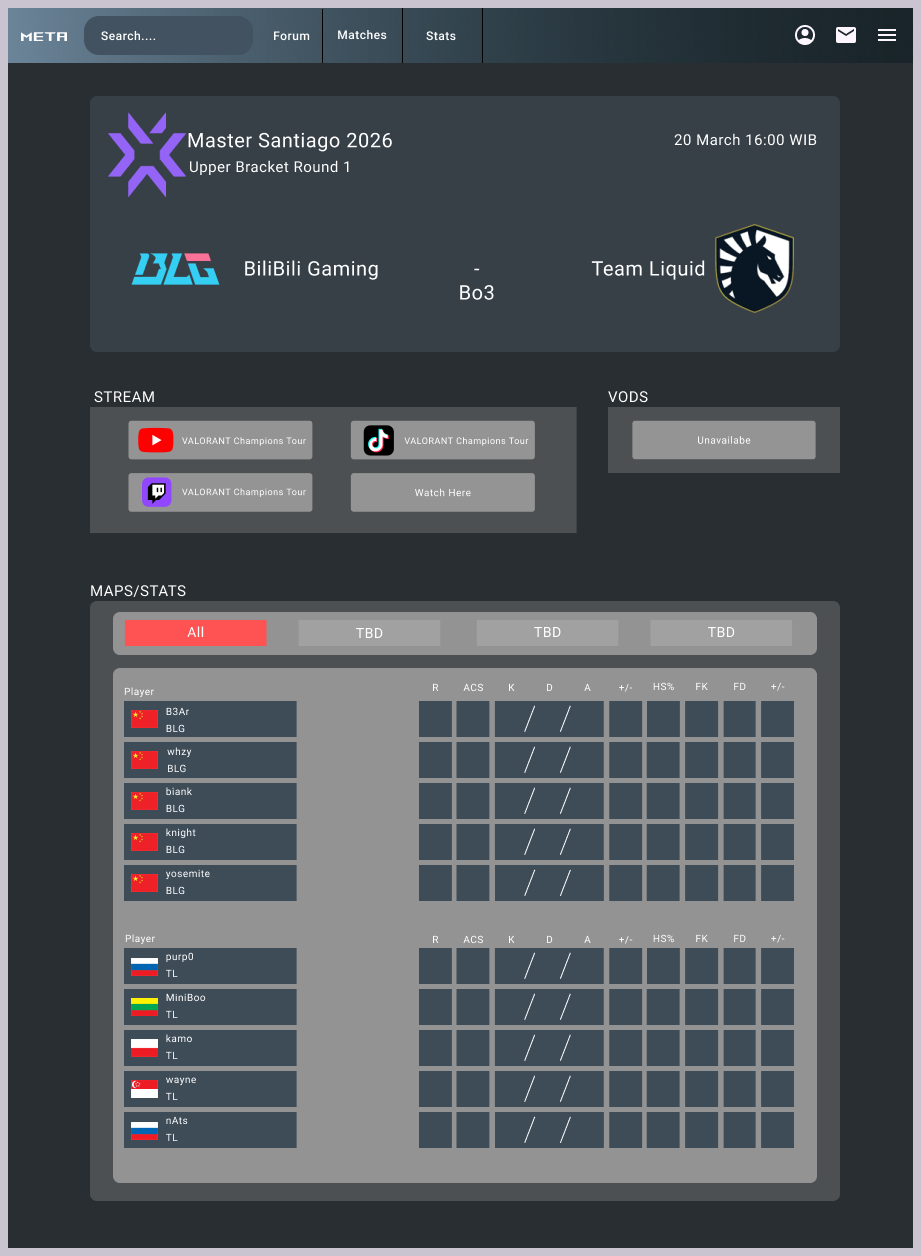 META
Search....
Forum
Matches
Stats
Master Santiago 2026
Upper Bracket Round 1
20 March 16:00 WIB
BLG
BiliBili Gaming
-
Bo3
Team Liquid
STREAM
VALORANT Champions Tour
VALORANT Champions Tour
VALORANT Champions Tour
Watch Here
VODS
Unavailabe
MAPS/STATS
All
TBD
TBD
TBD
Player R ACS K D A +/- HS% FK FD +/-
B3Ar
BLG
/ /
whzy
BLG
/ /
biank
BLG
/ /
knight
BLG
/ /
yosemite
BLG
/ /
Player R ACS K D A +/- HS% FK FD +/-
purp0
TL
/ /
MiniBoo
TL
/ /
kamo
TL
/ /
wayne
TL
/ /
nAts
TL
/ /